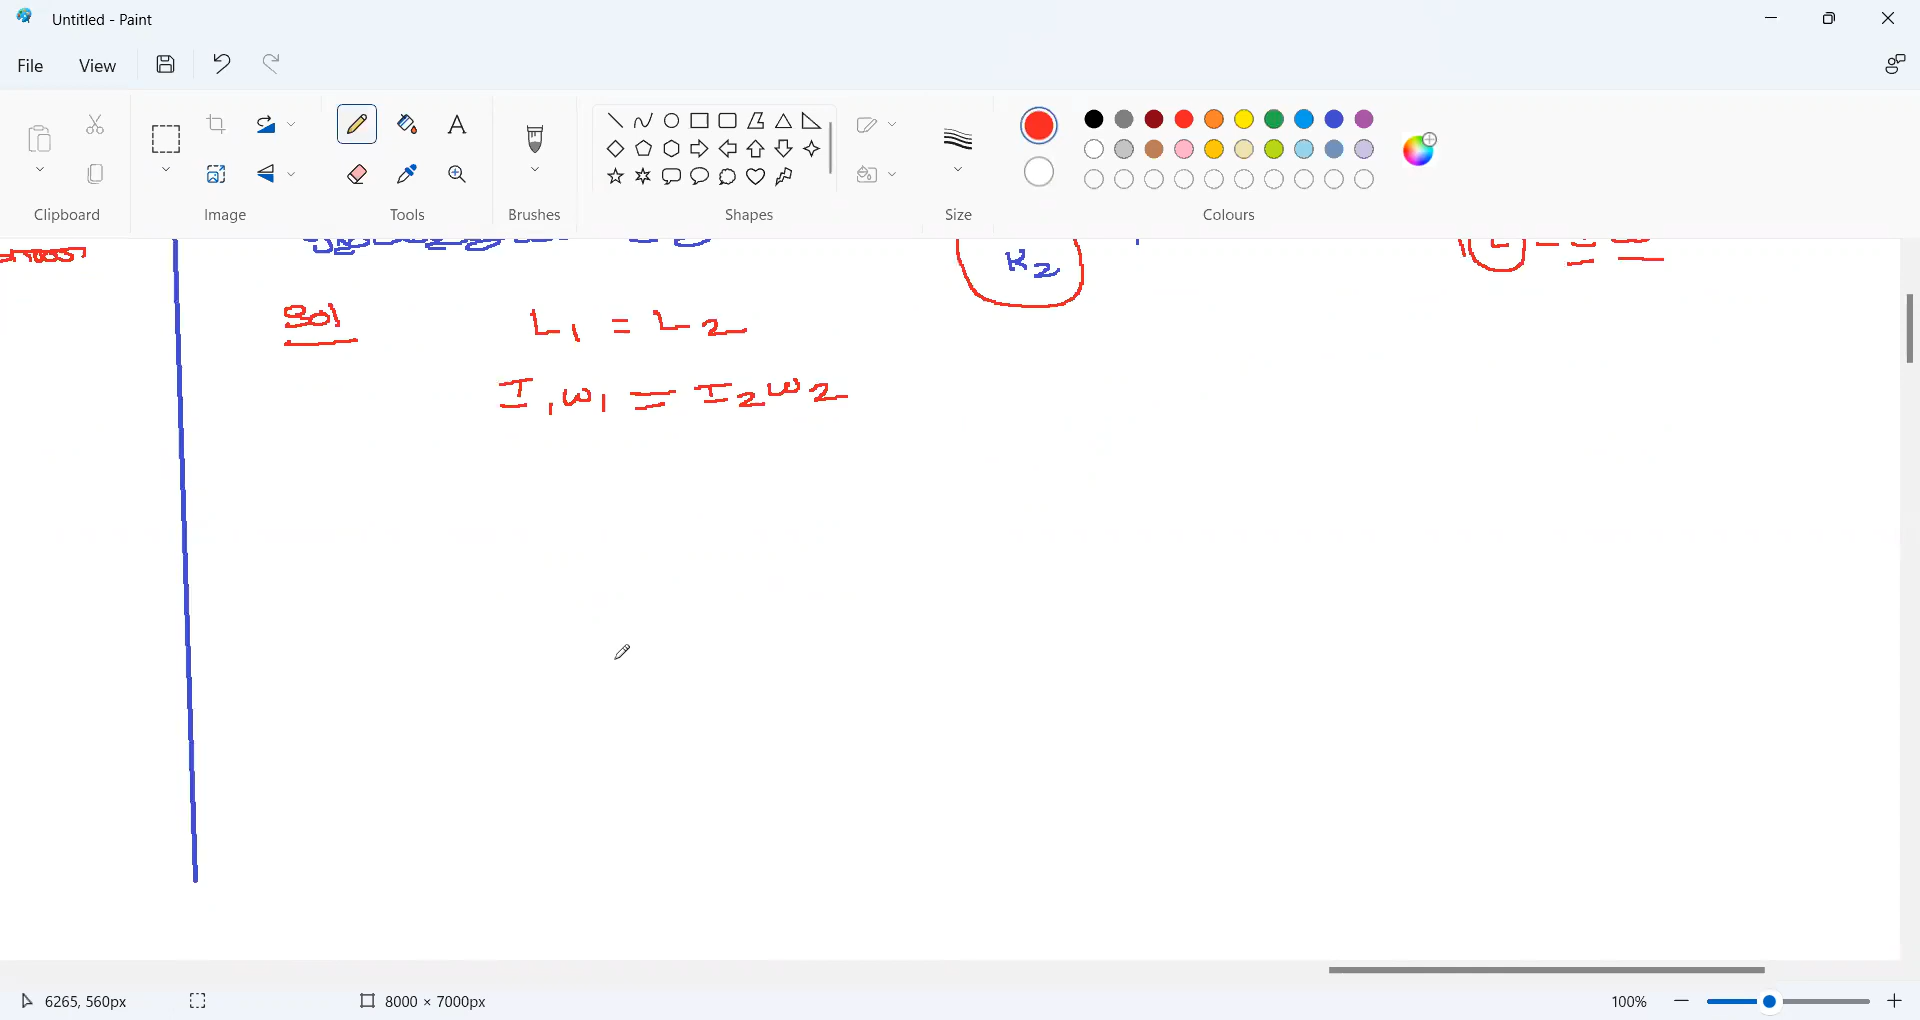 Untitled - Paint
File View
Clipboard Image Tools Brushes Shapes Size Colours
A
K2
Sol L1 = L2
I1ω1 = I2ω2
6265, 560px 8000 × 7000px 100%